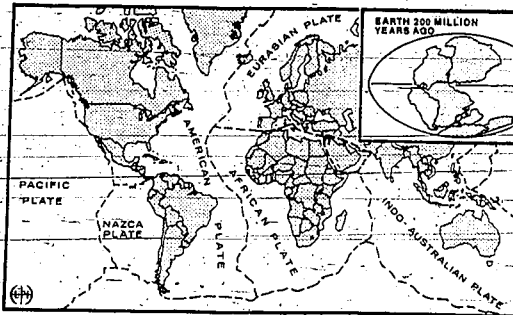 EARTH 200 MILLION
YEARS AGO
EURASIAN PLATE
AMERICAN PLATE
AFRICAN PLATE
PACIFIC
PLATE
NAZCA
PLATE
INDO-AUSTRALIAN PLATE